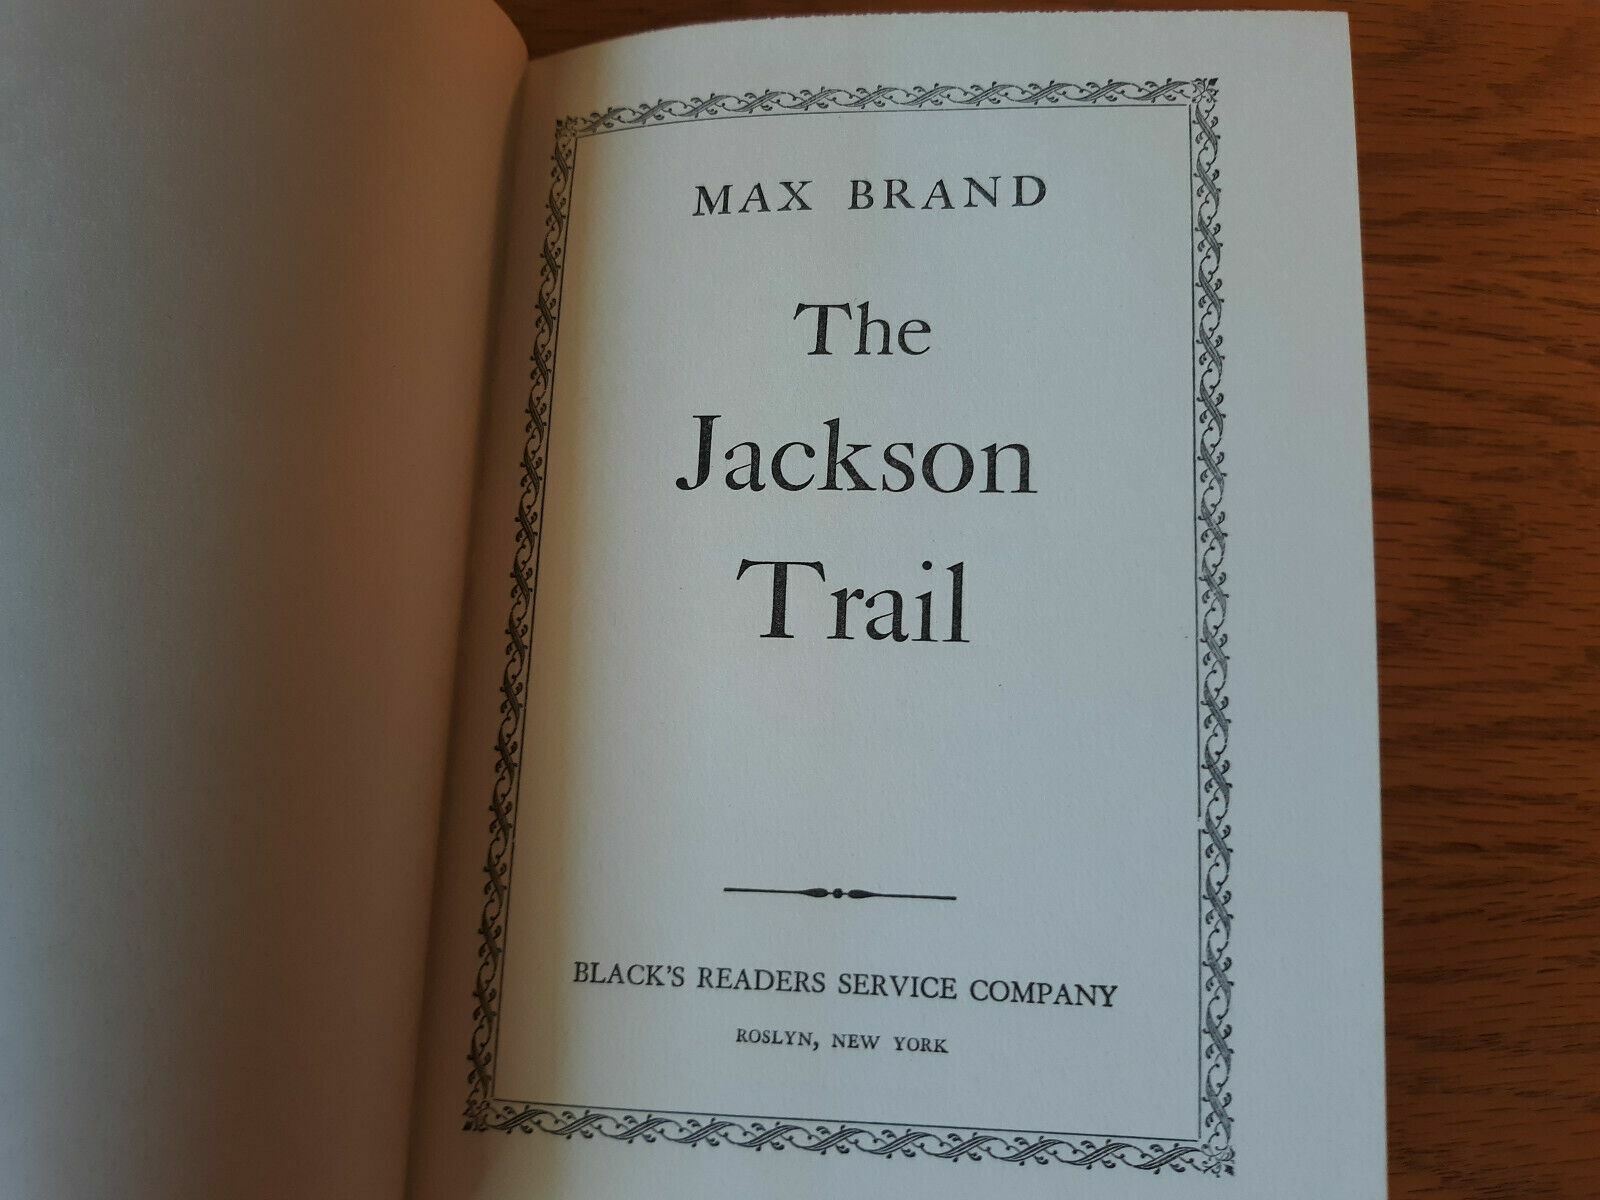 MAX BRAND
The
Jackson
Trail
BLACK'S READERS SERVICE COMPANY
ROSLYN, NEW YORK